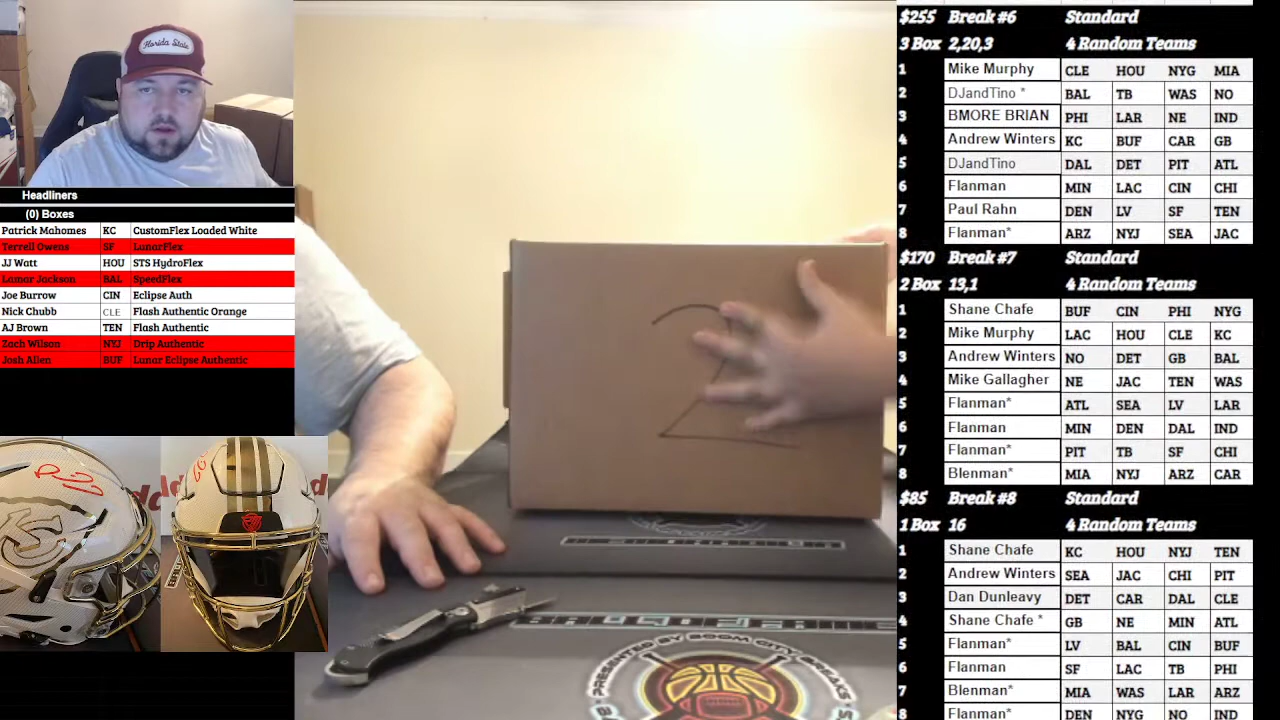 Florida State
Headliners
(0) Boxes
Patrick Mahomes KC CustomFlex Loaded White
Terrell Owens SF LunarFlex
JJ Watt HOU STS HydroFlex
Lamar Jackson BAL SpeedFlex
Joe Burrow CIN Eclipse Auth
Nick Chubb CLE Flash Authentic Orange
AJ Brown TEN Flash Authentic
Zach Wilson NYJ Drip Authentic
Josh Allen BUF Lunar Eclipse Authentic
2
PRESENTED BY BOOM CITY BREAKS
$255 Break #6 Standard
3 Box 2,20,3 4 Random Teams
1 Mike Murphy CLE HOU NYG MIA
2 DJandTino * BAL TB WAS NO
3 BMORE BRIAN PHI LAR NE IND
4 Andrew Winters KC BUF CAR GB
5 DJandTino DAL DET PIT ATL
6 Flanman MIN LAC CIN CHI
7 Paul Rahn DEN LV SF TEN
8 Flanman* ARZ NYJ SEA JAC
$170 Break #7 Standard
2 Box 13,1 4 Random Teams
1 Shane Chafe BUF CIN PHI NYG
2 Mike Murphy LAC HOU CLE KC
3 Andrew Winters NO DET GB BAL
4 Mike Gallagher NE JAC TEN WAS
5 Flanman* ATL SEA LV LAR
6 Flanman MIN DEN DAL IND
7 Flanman* PIT TB SF CHI
8 Blenman* MIA NYJ ARZ CAR
$85 Break #8 Standard
1 Box 16 4 Random Teams
1 Shane Chafe KC HOU NYJ TEN
2 Andrew Winters SEA JAC CHI PIT
3 Dan Dunleavy DET CAR DAL CLE
4 Shane Chafe * GB NE MIN ATL
5 Flanman* LV BAL CIN BUF
6 Flanman SF LAC TB PHI
7 Blenman* MIA WAS LAR ARZ
8 Flanman* DEN NYG NO IND